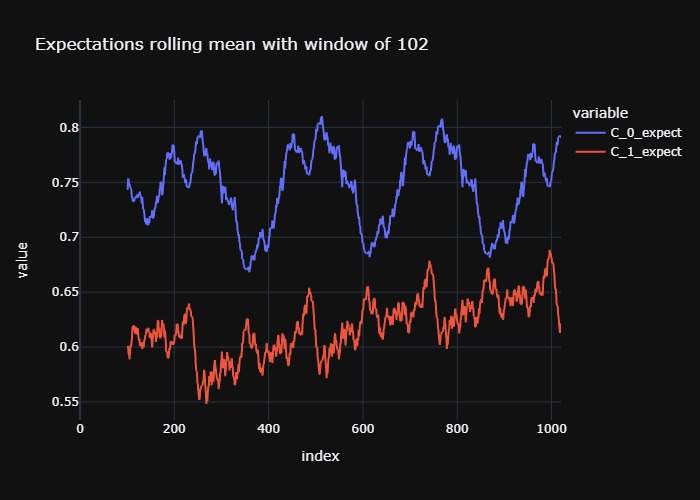 Expectations rolling mean with window of 102
variable
C_0_expect
C_1_expect
value
0.8
0.75
0.7
0.65
0.6
0.55
0
200
400
600
800
1000
index